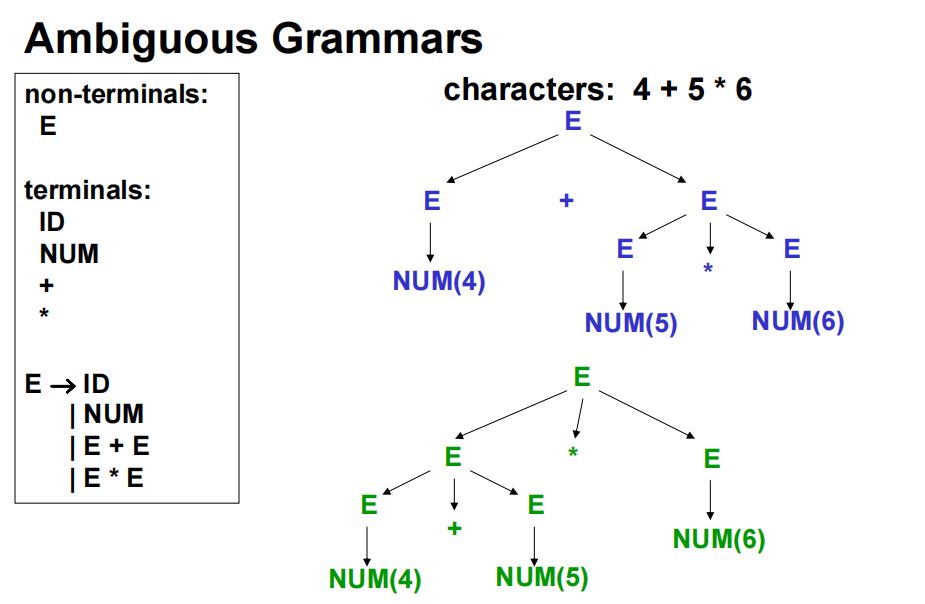 Ambiguous Grammars
non-terminals:
E
terminals:
ID
NUM
+
*
E → ID
| NUM
| E + E
| E * E
characters: 4 + 5 * 6
E
E + E
E * E
NUM(4)
NUM(5) NUM(6)
E
E * E
E + E
NUM(6)
NUM(4) NUM(5)